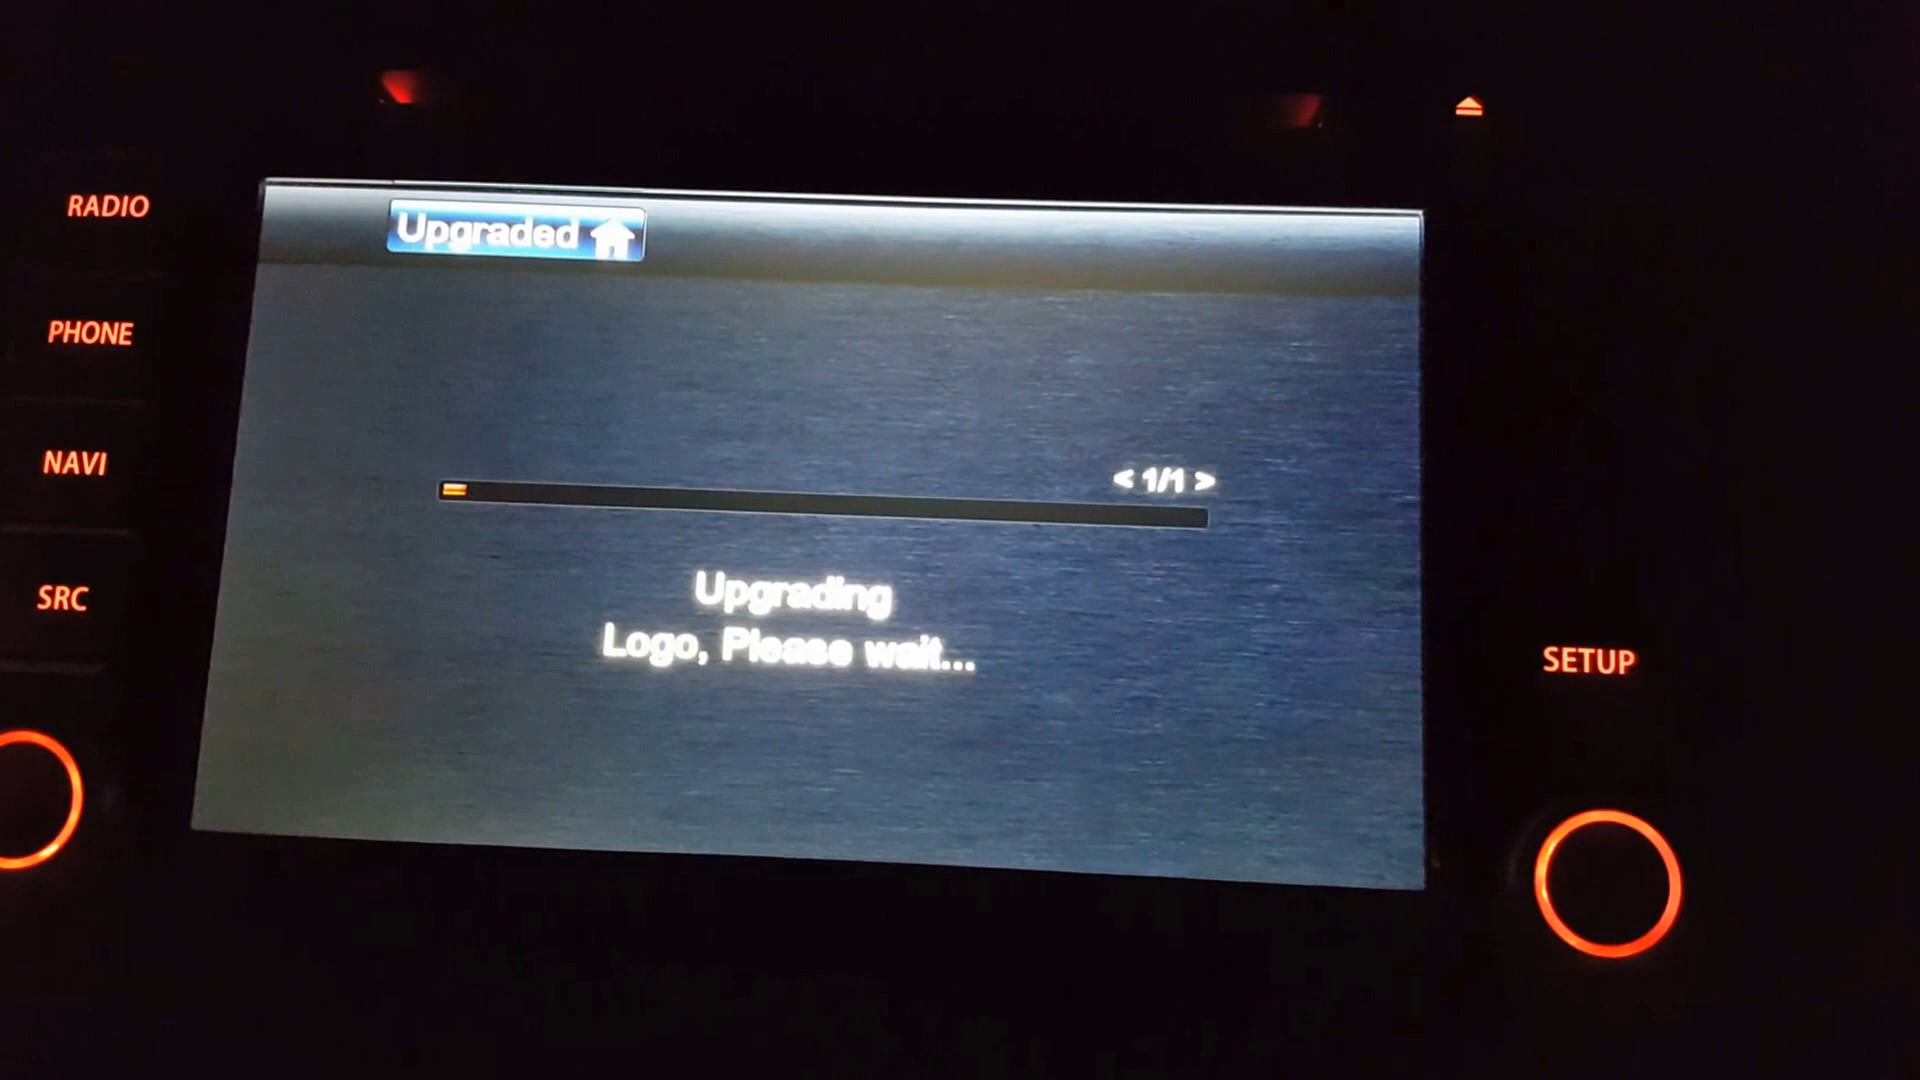 RADIO
Upgraded
PHONE
NAVI
< 1/1 >
Upgrading
Logo, Please wait...
SRC
SETUP